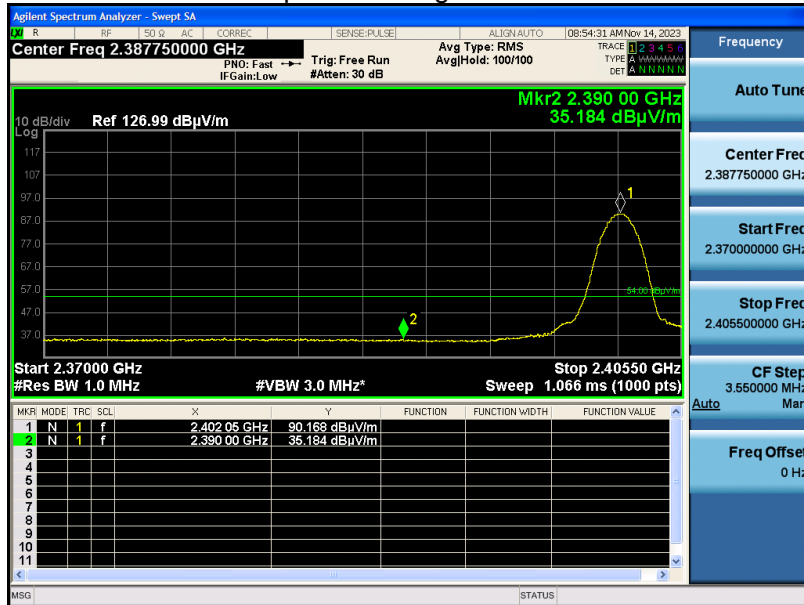 Agilent Spectrum Analyzer - Swept SA
LXI R RF 50 Ω AC CORREC SENSE:PULSE ALIGN AUTO 08:54:31 AM Nov 14, 2023
Center Freq 2.387750000 GHz
PNO: Fast
IFGain:Low
Trig: Free Run
#Atten: 30 dB
Avg Type: RMS
Avg|Hold: 100/100
TRACE 1 2 3 4 5 6
TYPE A WWWWW
DET A N N N N N
Mkr2 2.390 00 GHz
35.184 dBµV/m
10 dB/div Ref 126.99 dBµV/m
Log
117
107
97.0
87.0
77.0
67.0
57.0
47.0
37.0
1
54.00 dBµV/m
2
Start 2.37000 GHz Stop 2.40550 GHz
#Res BW 1.0 MHz #VBW 3.0 MHz* Sweep 1.066 ms (1000 pts)
MKR MODE TRC SCL X Y FUNCTION FUNCTION WIDTH FUNCTION VALUE
1 N 1 f 2.402 05 GHz 90.168 dBµV/m
2 N 1 f 2.390 00 GHz 35.184 dBµV/m
3
4
5
6
7
8
9
10
11
MSG STATUS
Frequency
Auto Tune
Center Freq
2.387750000 GHz
Start Freq
2.370000000 GHz
Stop Freq
2.405500000 GHz
CF Step
3.550000 MHz
Auto Man
Freq Offset
0 Hz